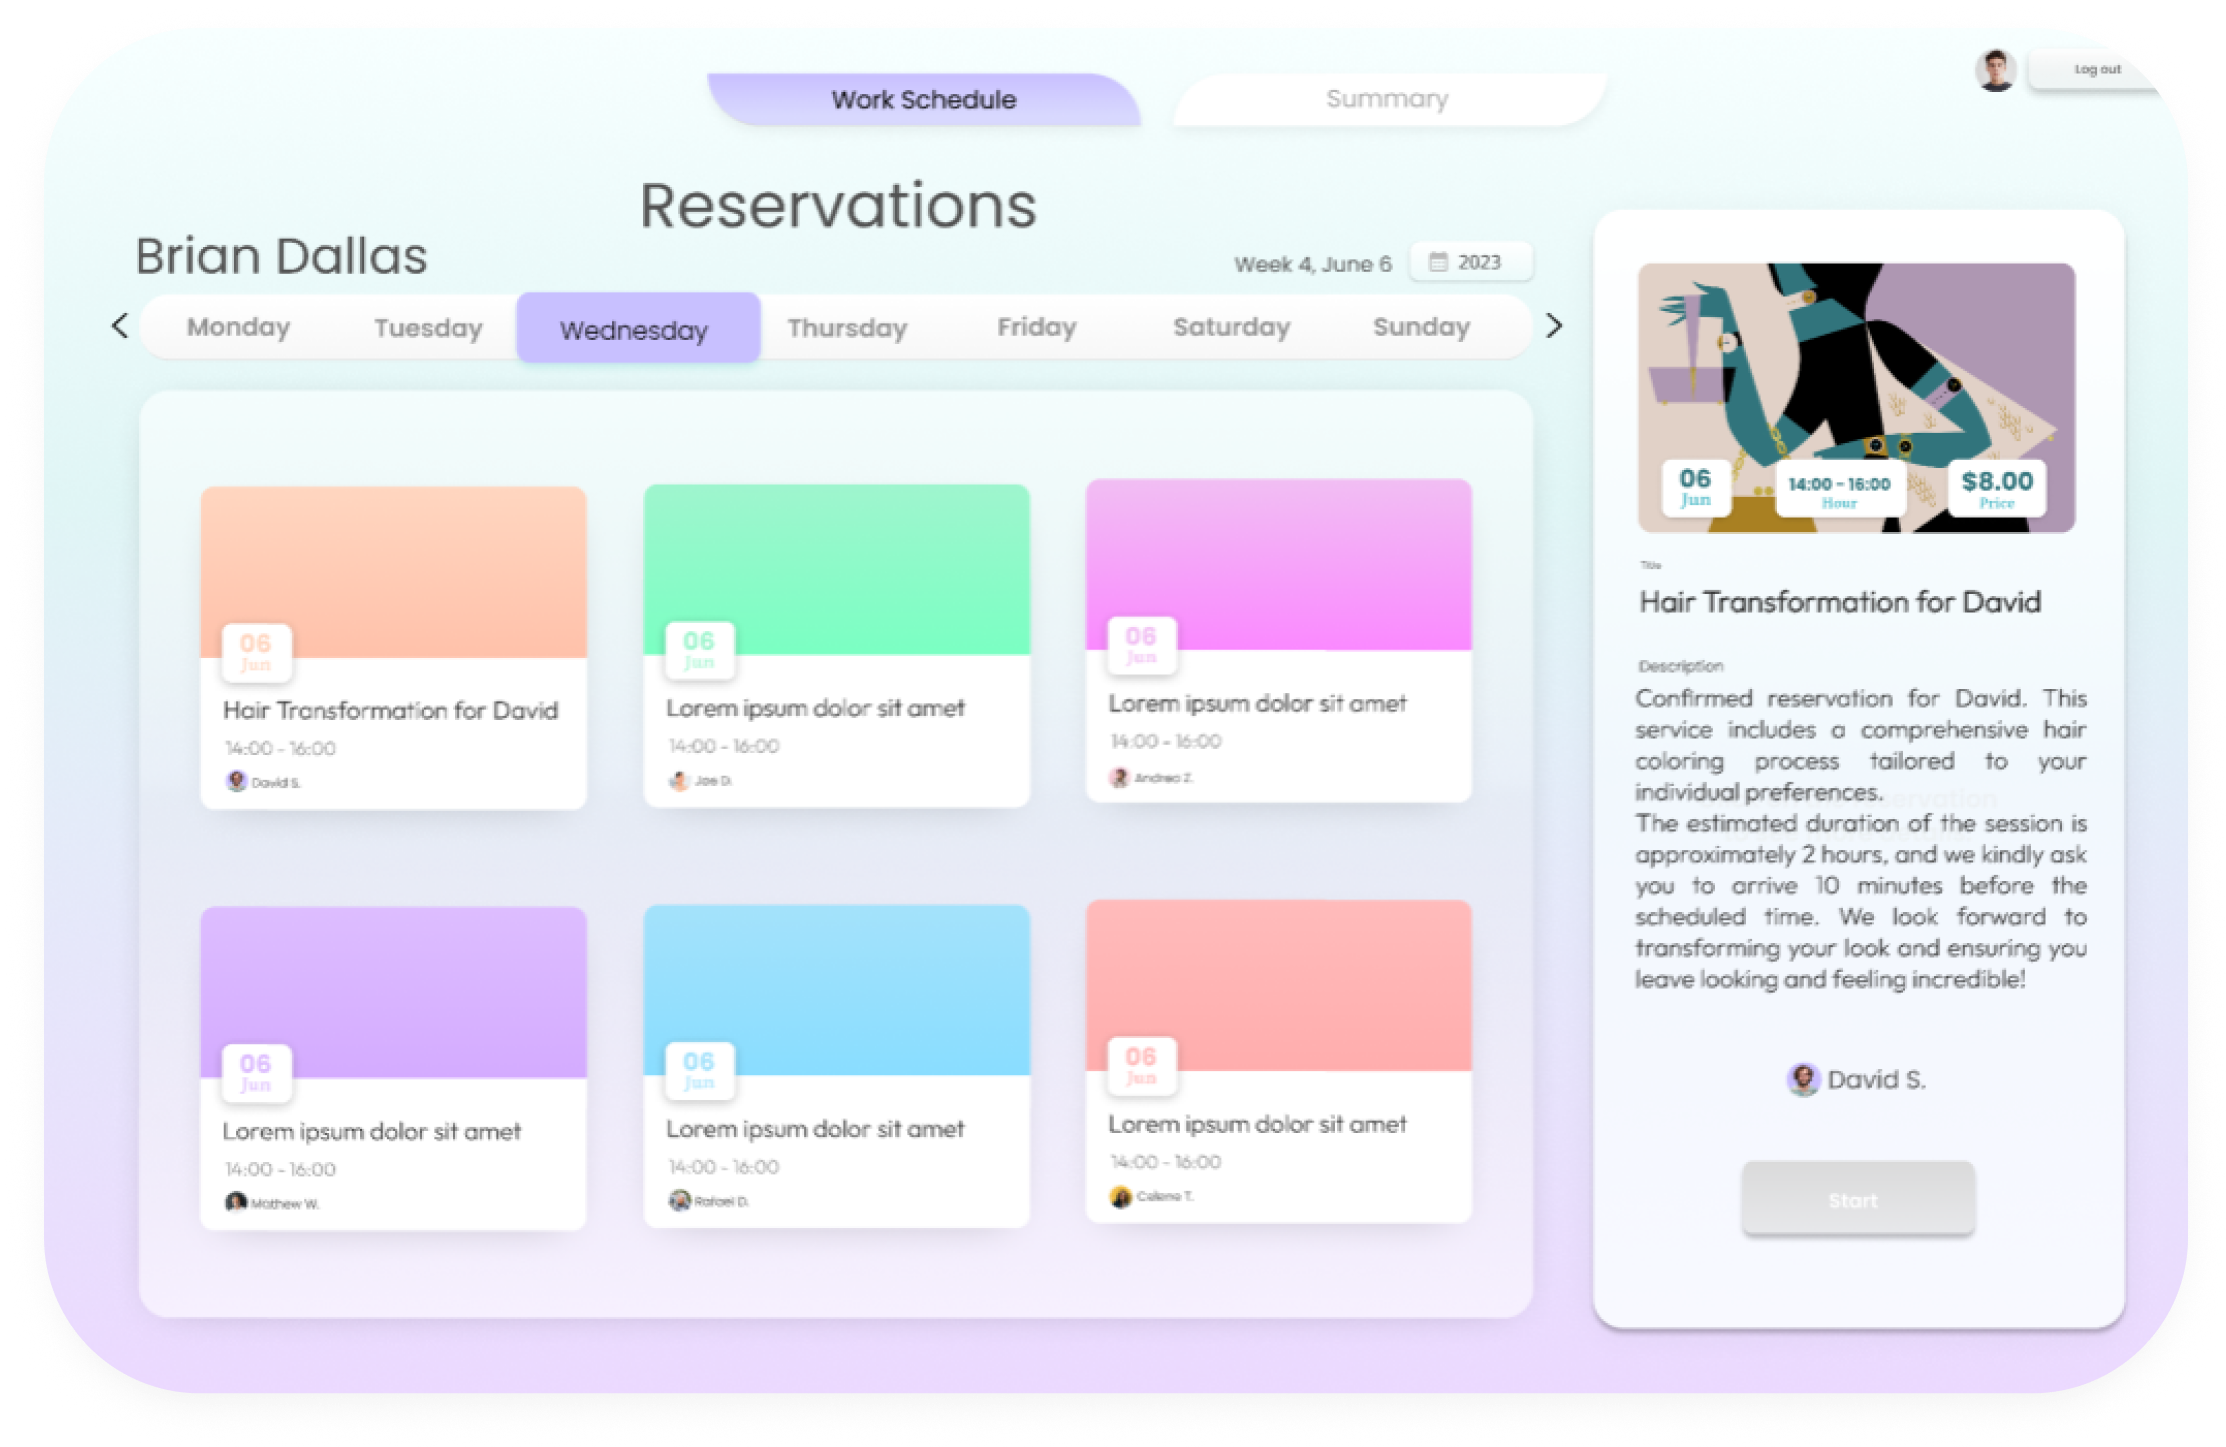 Work Schedule
Summary
Log out
Reservations
Brian Dallas
Week 4, June 6
2023
Monday
Tuesday
Wednesday
Thursday
Friday
Saturday
Sunday
06
Jun
Hair Transformation for David
14:00 - 16:00
David S.
06
Jun
Lorem ipsum dolor sit amet
14:00 - 16:00
Joe D.
06
Jun
Lorem ipsum dolor sit amet
14:00 - 16:00
Andrea Z.
06
Jun
Lorem ipsum dolor sit amet
14:00 - 16:00
Mathew W.
06
Jun
Lorem ipsum dolor sit amet
14:00 - 16:00
Rafael D.
06
Jun
Lorem ipsum dolor sit amet
14:00 - 16:00
Celene T.
06
Jun
14:00 - 16:00
Hour
$8.00
Price
Title
Hair Transformation for David
Description
Confirmed reservation for David. This
service includes a comprehensive hair
coloring process tailored to your
individual preferences.
The estimated duration of the session is
approximately 2 hours, and we kindly ask
you to arrive 10 minutes before the
scheduled time. We look forward to
transforming your look and ensuring you
leave looking and feeling incredible!
David S.
Start